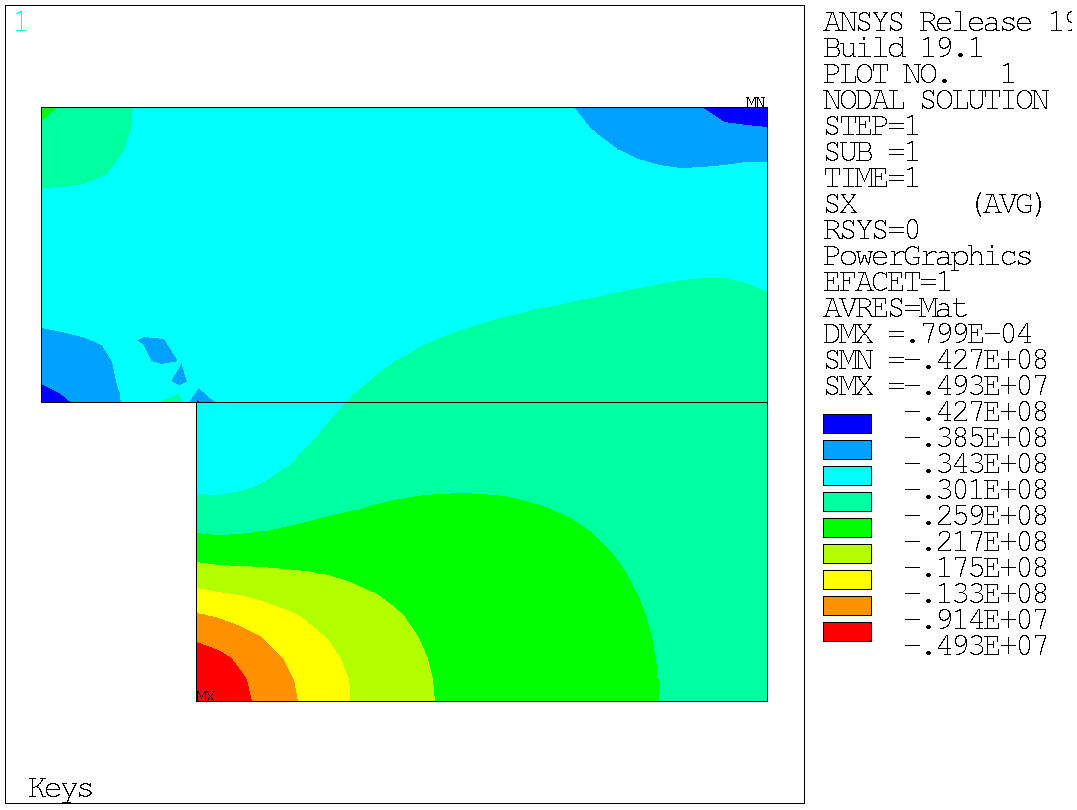 1
ANSYS Release 19
Build 19.1
PLOT NO. 1
NODAL SOLUTION
STEP=1
SUB =1
TIME=1
SX (AVG)
RSYS=0
PowerGraphics
EFACET=1
AVRES=Mat
DMX =.799E-04
SMN =-.427E+08
SMX =-.493E+07
-.427E+08
-.385E+08
-.343E+08
-.301E+08
-.259E+08
-.217E+08
-.175E+08
-.133E+08
-.914E+07
-.493E+07
MN
MX
Keys